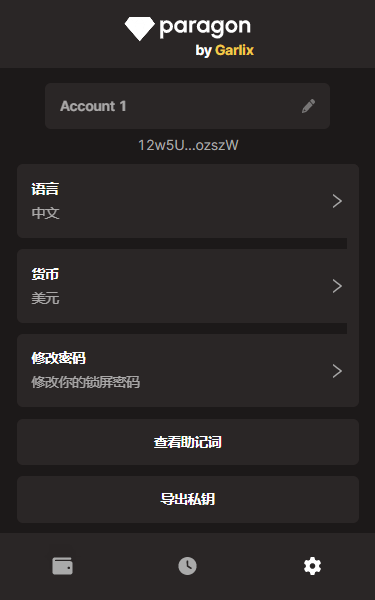 paragon
by Garlix
Account 1
12w5U...ozszW
语言
中文
货币
美元
修改密码
修改你的锁屏密码
查看助记词
导出私钥